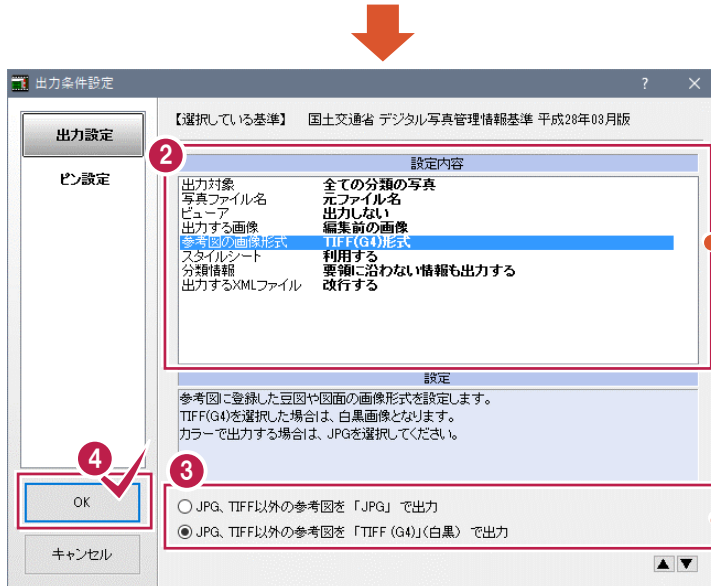 出力条件設定 ? ×
出力設定
ピン設定
【選択している基準】 国土交通省 デジタル写真管理情報基準 平成28年03月版
2
設定内容
出力対象 全ての分類の写真
写真ファイル名 元ファイル名
ビューア 出力しない
出力する画像 編集前の画像
参考図の画像形式 TIFF(G4)形式
スタイルシート 利用する
分類情報 要領に沿わない情報も出力する
出力するXMLファイル 改行する
設定
参考図に登録した豆図や図面の画像形式を設定します。
TIFF(G4)を選択した場合は、白黒画像となります。
カラーで出力する場合は、JPGを選択してください。
4
OK
キャンセル
3
JPG、TIFF以外の参考図を「JPG」で出力
JPG、TIFF以外の参考図を「TIFF (G4)」(白黒) で出力